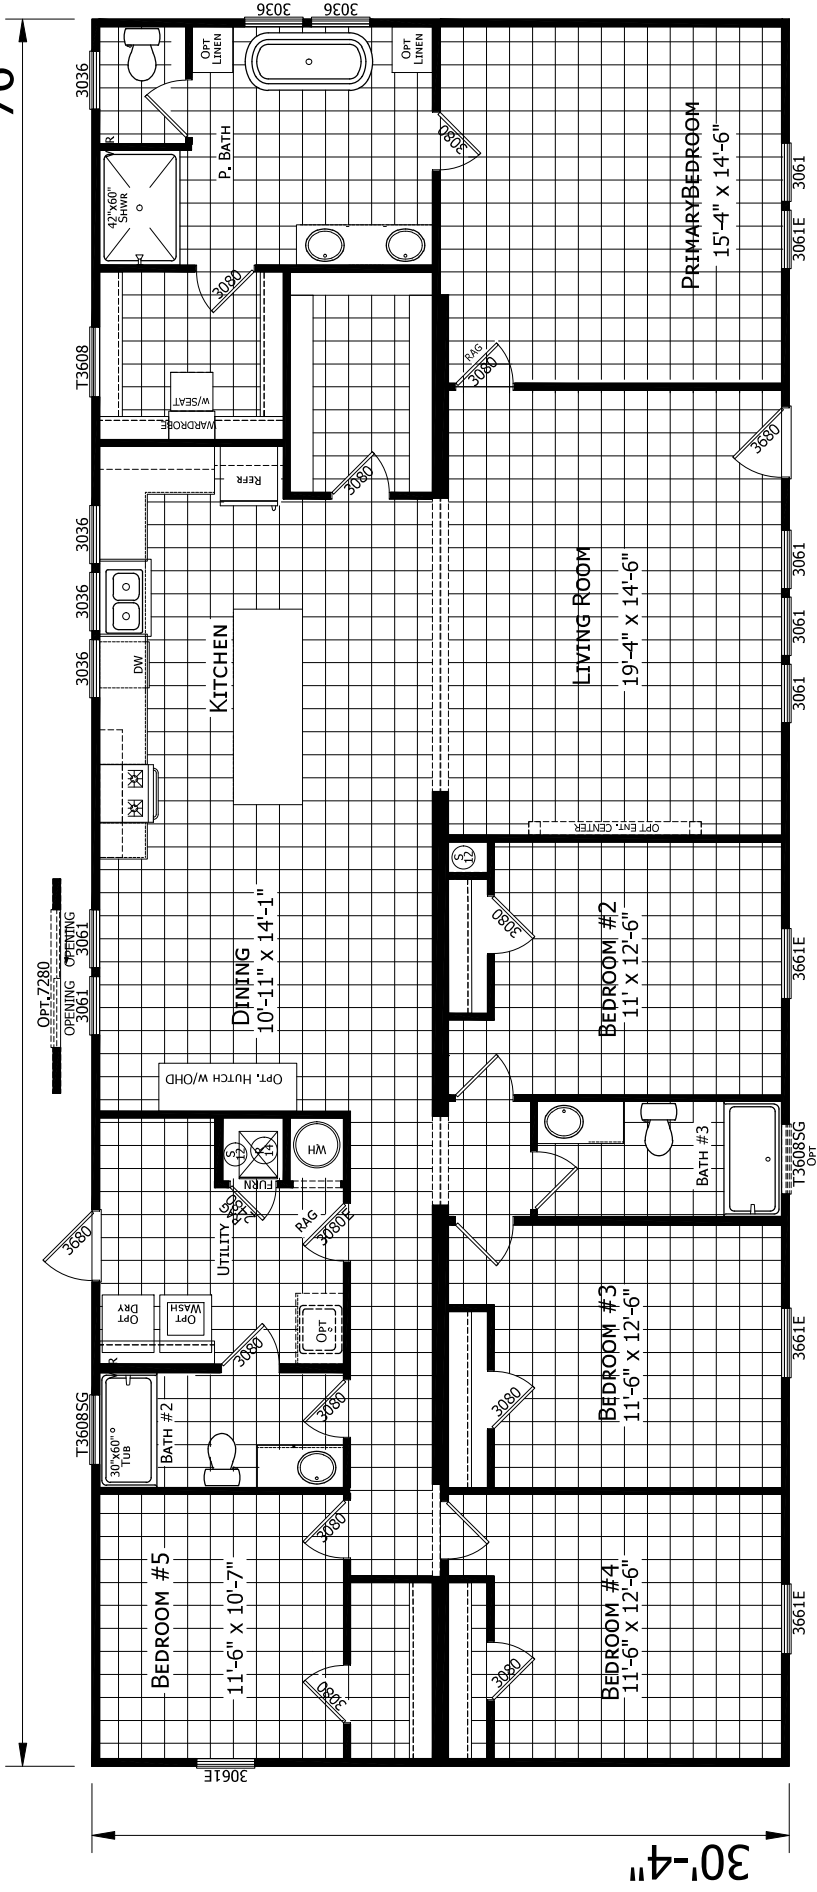 3036
3036
3036
OPT
LINEN
OPT
LINEN
P. BATH
3080
42"x60"
SHWR
PRIMARY BEDROOM
15'-4" x 14'-6"
3061
3061E
3080
T3608
W/SEAT
WARDROBE
RAG
3080
3680
REFR
3080
3036
3036
3036
DW
KITCHEN
LIVING ROOM
19'-4" x 14'-6"
3061
3061
3061
OPT ENT. CENTER
S
12
OPT.7280
OPENING
OPENING
3061
3061
DINING
10'-11" x 14'-1"
3080
BEDROOM #2
11' x 12'-6"
3661E
OPT. HUTCH W/OHD
S
12
R
14
FURN
WH
RAG
3080E
UTILITY
3680
BATH #3
T3608SG
OPT
OPT
DRY
OPT
WASH
OPT
3080
BEDROOM #3
11'-6" x 12'-6"
3661E
3080
T3608SG
30"x60"
TUB
BATH #2
3080
3080
BEDROOM #5
11'-6" x 10'-7"
3080
3061E
BEDROOM #4
11'-6" x 12'-6"
3661E
3080
30'-4"